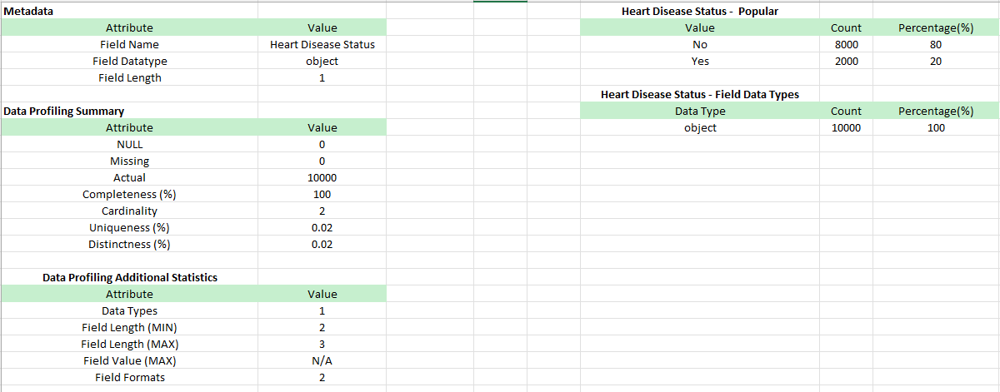 Metadata
Attribute Value
Field Name Heart Disease Status
Field Datatype object
Field Length 1
Data Profiling Summary
Attribute Value
NULL 0
Missing 0
Actual 10000
Completeness (%) 100
Cardinality 2
Uniqueness (%) 0.02
Distinctness (%) 0.02
Data Profiling Additional Statistics
Attribute Value
Data Types 1
Field Length (MIN) 2
Field Length (MAX) 3
Field Value (MAX) N/A
Field Formats 2
Heart Disease Status - Popular
Value Count Percentage(%)
No 8000 80
Yes 2000 20
Heart Disease Status - Field Data Types
Data Type Count Percentage(%)
object 10000 100